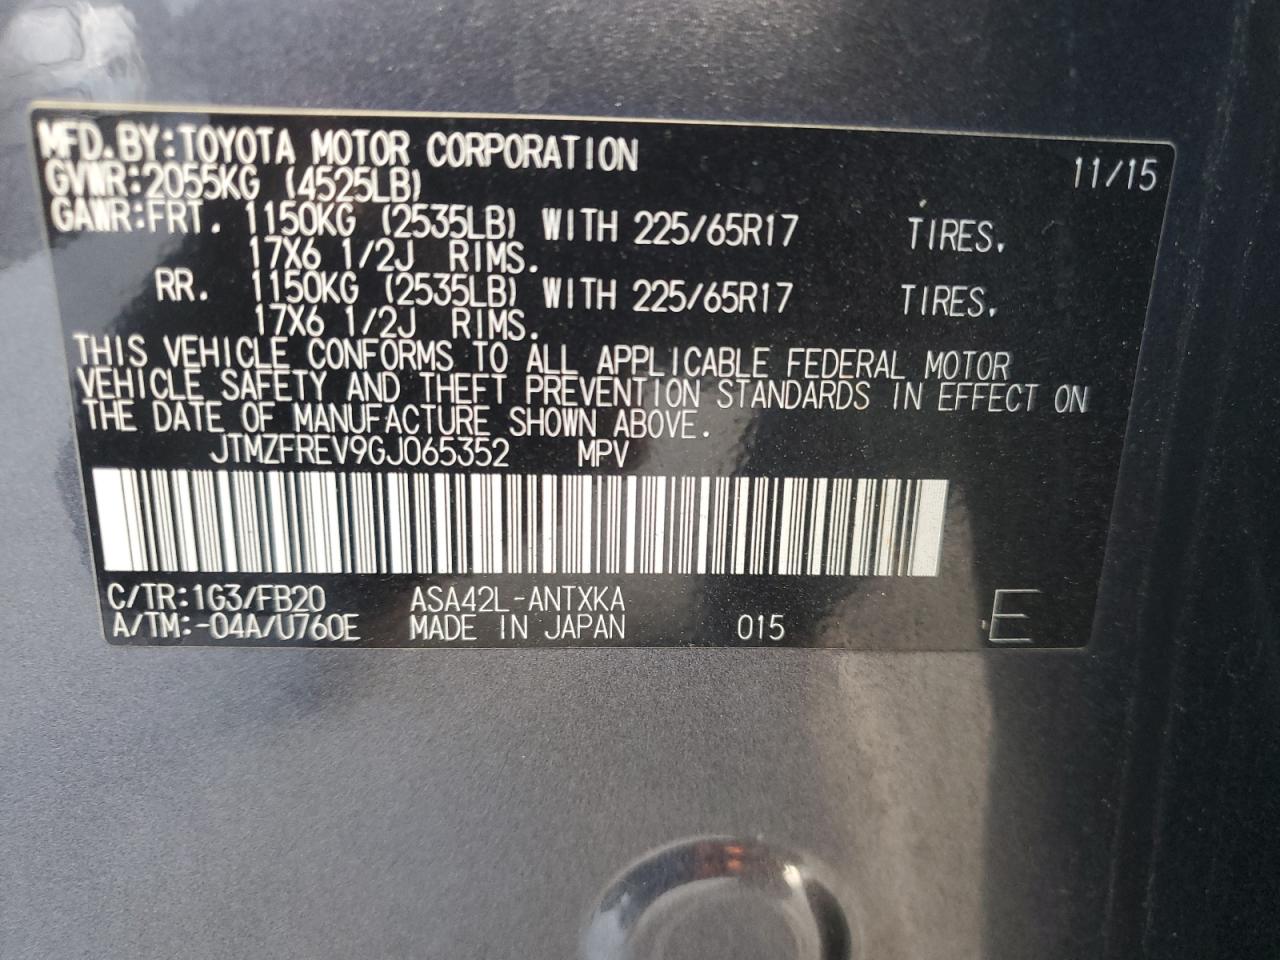 MFD.BY:TOYOTA MOTOR CORPORATION 11/15
GVWR:2055KG (4525LB)
GAWR:FRT. 1150KG (2535LB) WITH 225/65R17 TIRES.
17X6 1/2J RIMS.
RR. 1150KG (2535LB) WITH 225/65R17 TIRES.
17X6 1/2J RIMS.
THIS VEHICLE CONFORMS TO ALL APPLICABLE FEDERAL MOTOR
VEHICLE SAFETY AND THEFT PREVENTION STANDARDS IN EFFECT ON
THE DATE OF MANUFACTURE SHOWN ABOVE.
JTMZFREV9GJ065352 MPV
C/TR:1G3/FB20 ASA42L-ANTXKA
A/TM:-04A/U760E MADE IN JAPAN 015 E